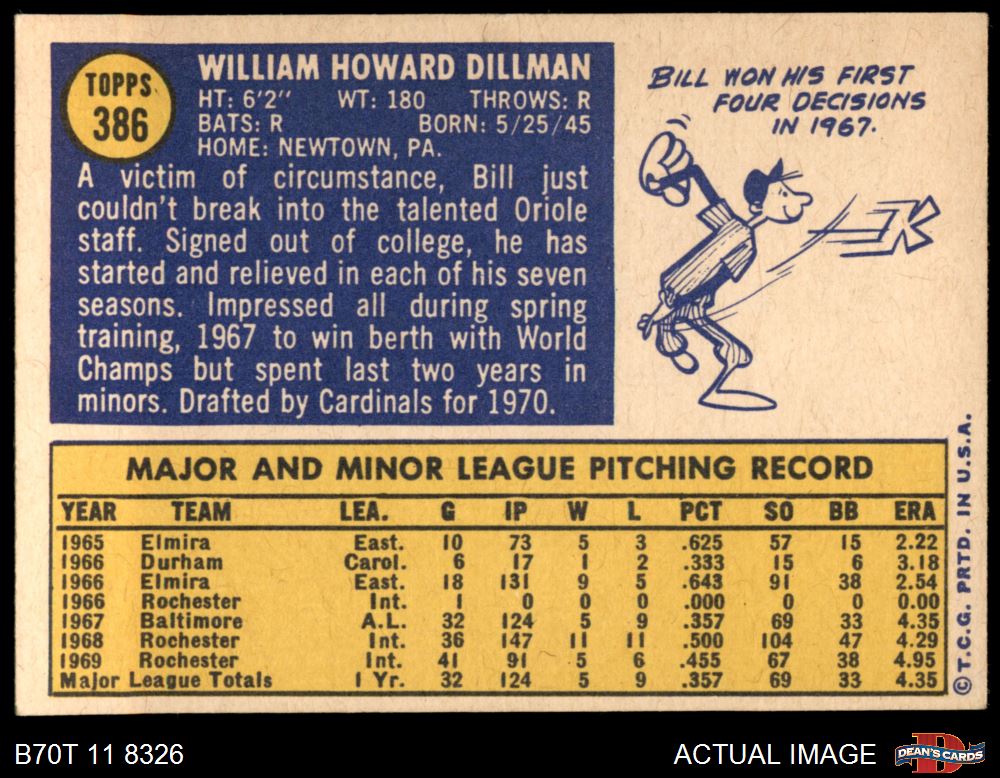 TOPPS
386
WILLIAM HOWARD DILLMAN
HT: 6'2" WT: 180 THROWS: R
BATS: R BORN: 5/25/45
HOME: NEWTOWN, PA.
A victim of circumstance, Bill just
couldn't break into the talented Oriole
staff. Signed out of college, he has
started and relieved in each of his seven
seasons. Impressed all during spring
training, 1967 to win berth with World
Champs but spent last two years in
minors. Drafted by Cardinals for 1970.
BILL WON HIS FIRST
FOUR DECISIONS
IN 1967.
MAJOR AND MINOR LEAGUE PITCHING RECORD
YEAR TEAM LEA. G IP W L PCT SO BB ERA
1965 Elmira East. 10 73 5 3 .625 57 15 2.22
1966 Durham Carol. 6 17 1 2 .333 15 6 3.18
1966 Elmira East. 18 131 9 5 .643 91 38 2.54
1966 Rochester Int. 1 0 0 0 .000 0 0 0.00
1967 Baltimore A.L. 32 124 5 9 .357 69 33 4.35
1968 Rochester Int. 36 147 11 11 .500 104 47 4.29
1969 Rochester Int. 41 91 5 6 .455 67 38 4.95
Major League Totals 1 Yr. 32 124 5 9 .357 69 33 4.35
© T.C.G. PRTD. IN U.S.A.
B70T 11 8326
ACTUAL IMAGE
D
DEAN'S CARDS